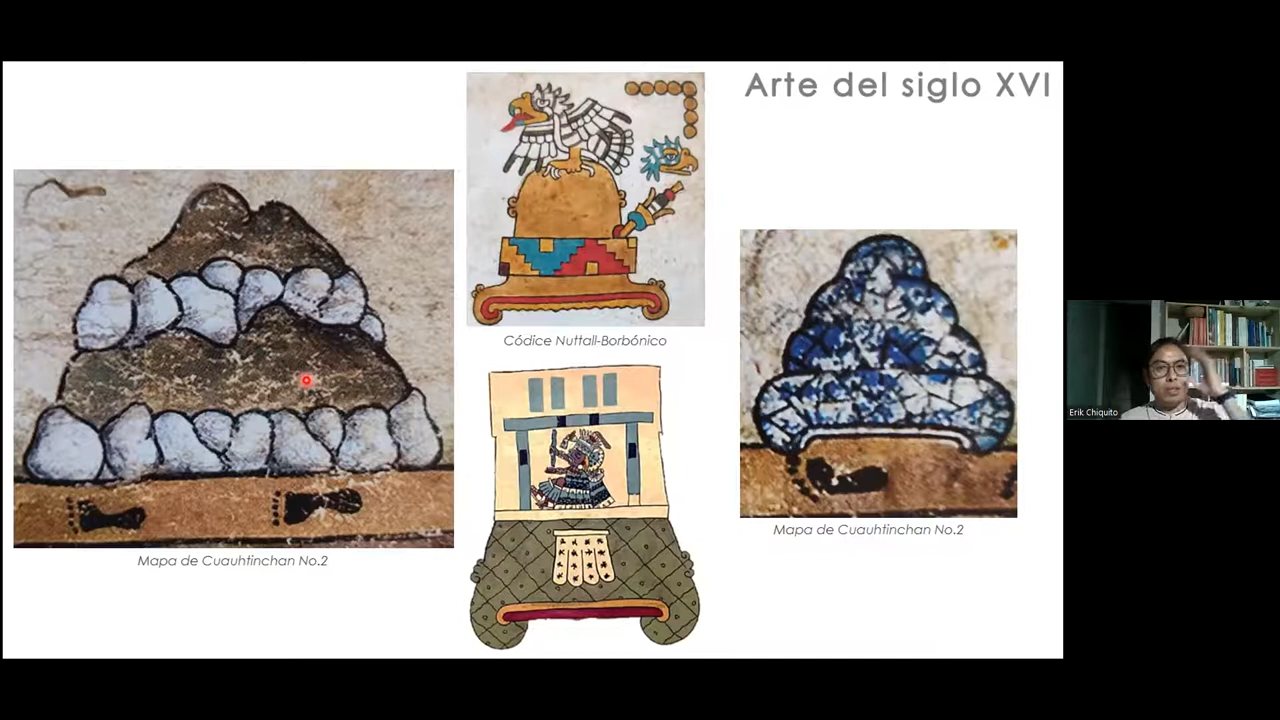 Arte del siglo XVI
Códice Nuttall-Borbónico
Mapa de Cuauhtinchan No.2
Mapa de Cuauhtinchan No.2
Erik Chiquito